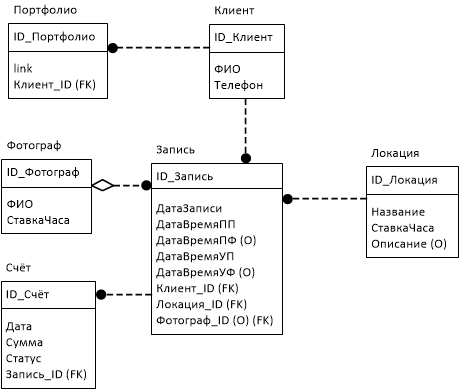 Портфолио
ID_Портфолио
link
Клиент_ID (FK)
Клиент
ID_Клиент
ФИО
Телефон
Фотограф
ID_Фотограф
ФИО
СтавкаЧаса
Запись
ID_Запись
ДатаЗаписи
ДатаВремяПП
ДатаВремяПФ (O)
ДатаВремяУП
ДатаВремяУФ (O)
Клиент_ID (FK)
Локация_ID (FK)
Фотограф_ID (O) (FK)
Локация
ID_Локация
Название
СтавкаЧаса
Описание (O)
Счёт
ID_Счёт
Дата
Сумма
Статус
Запись_ID (FK)